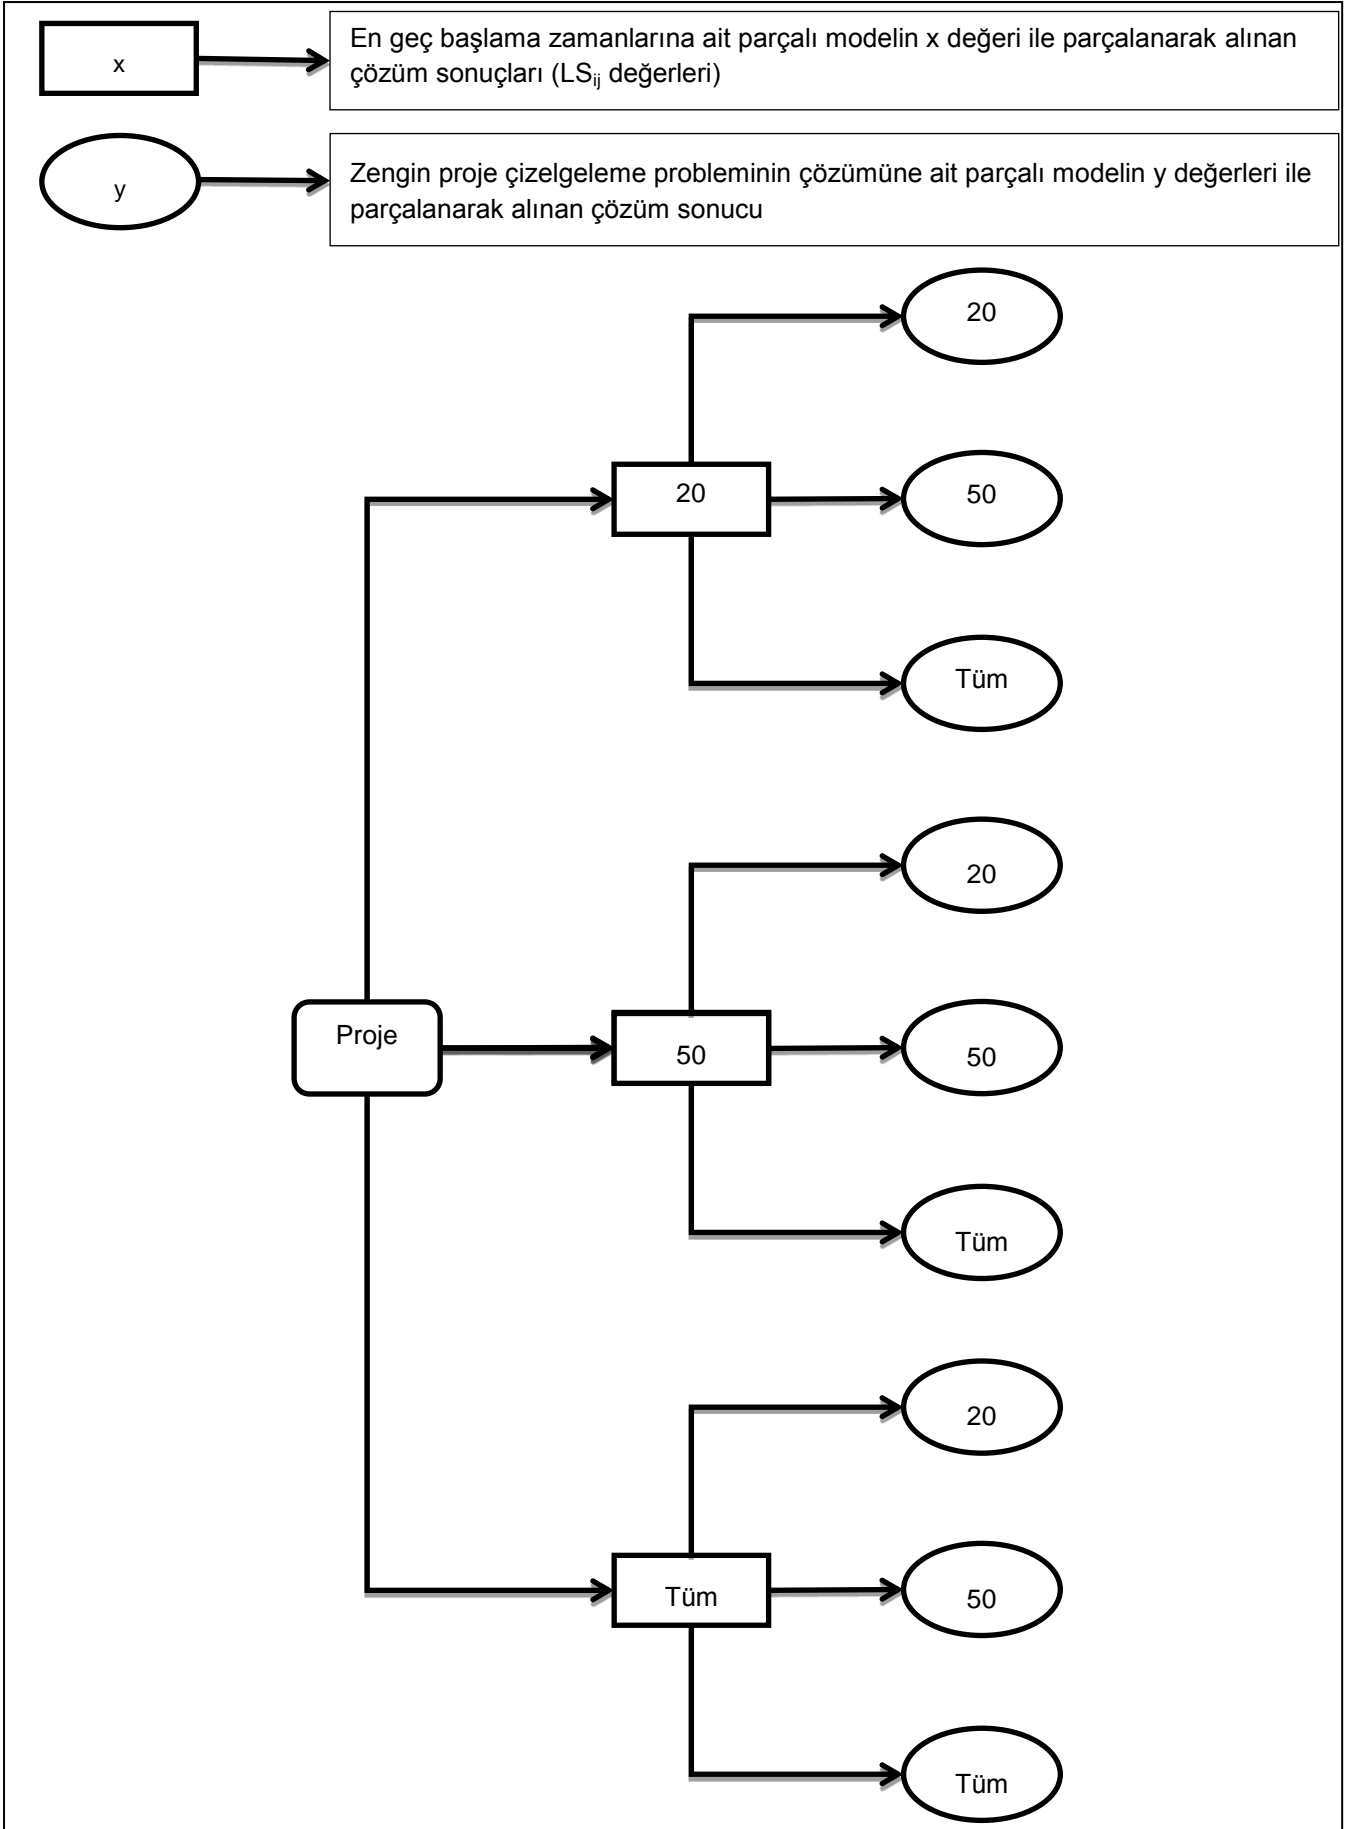 x
En geç başlama zamanlarına ait parçalı modelin x değeri ile parçalanarak alınan
çözüm sonuçları (LSij değerleri)
y
Zengin proje çizelgeleme probleminin çözümüne ait parçalı modelin y değerleri ile
parçalanarak alınan çözüm sonucu
20
20
50
Tüm
20
Proje
50
50
Tüm
20
Tüm
50
Tüm